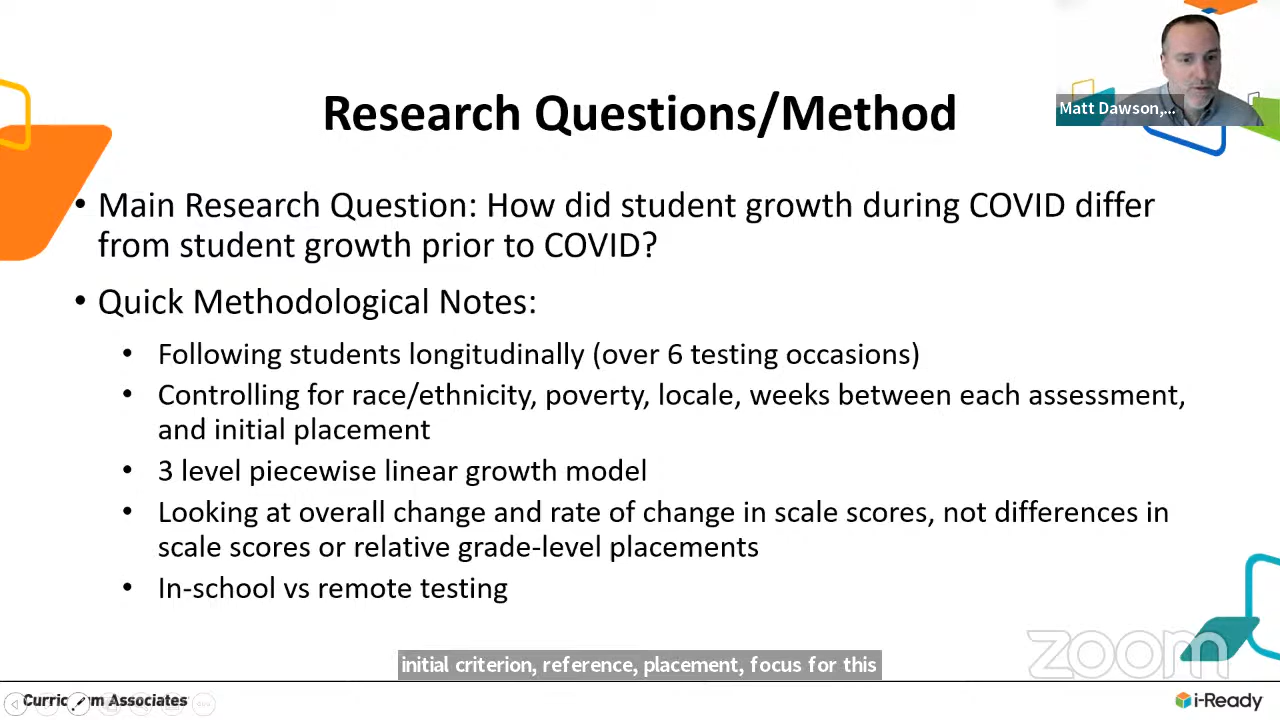 Research Questions/Method
Matt Dawson,...
• Main Research Question: How did student growth during COVID differ
from student growth prior to COVID?
• Quick Methodological Notes:
• Following students longitudinally (over 6 testing occasions)
• Controlling for race/ethnicity, poverty, locale, weeks between each assessment,
and initial placement
• 3 level piecewise linear growth model
• Looking at overall change and rate of change in scale scores, not differences in
scale scores or relative grade-level placements
• In-school vs remote testing
zoom
initial criterion, reference, placement, focus for this
Curriculum Associates
i-Ready